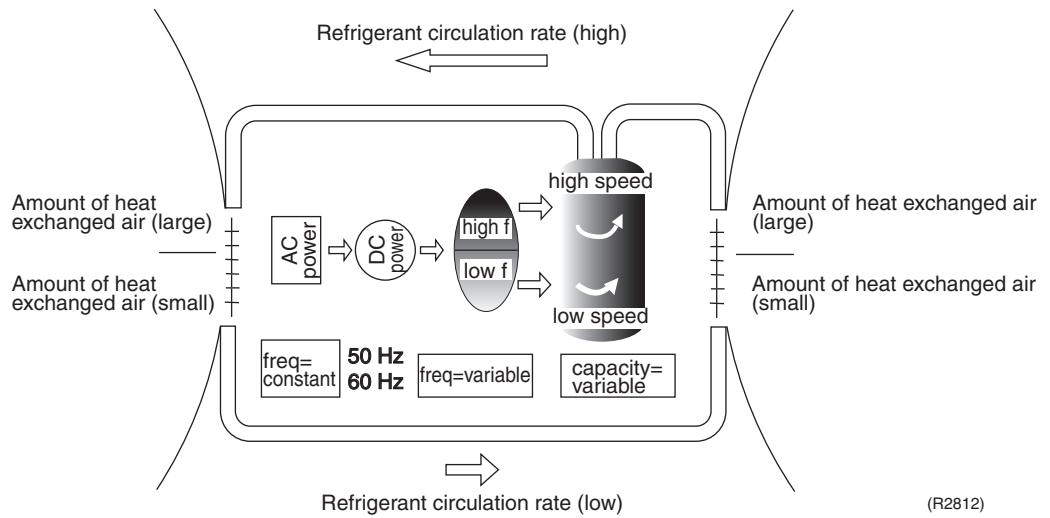 Refrigerant circulation rate (high)
Amount of heat
exchanged air (large)
Amount of heat
exchanged air (small)
AC
power
DC
power
high f
low f
high speed
low speed
Amount of heat exchanged air
(large)
Amount of heat exchanged air
(small)
freq=
constant
50 Hz
60 Hz
freq=variable
capacity=
variable
Refrigerant circulation rate (low)
(R2812)